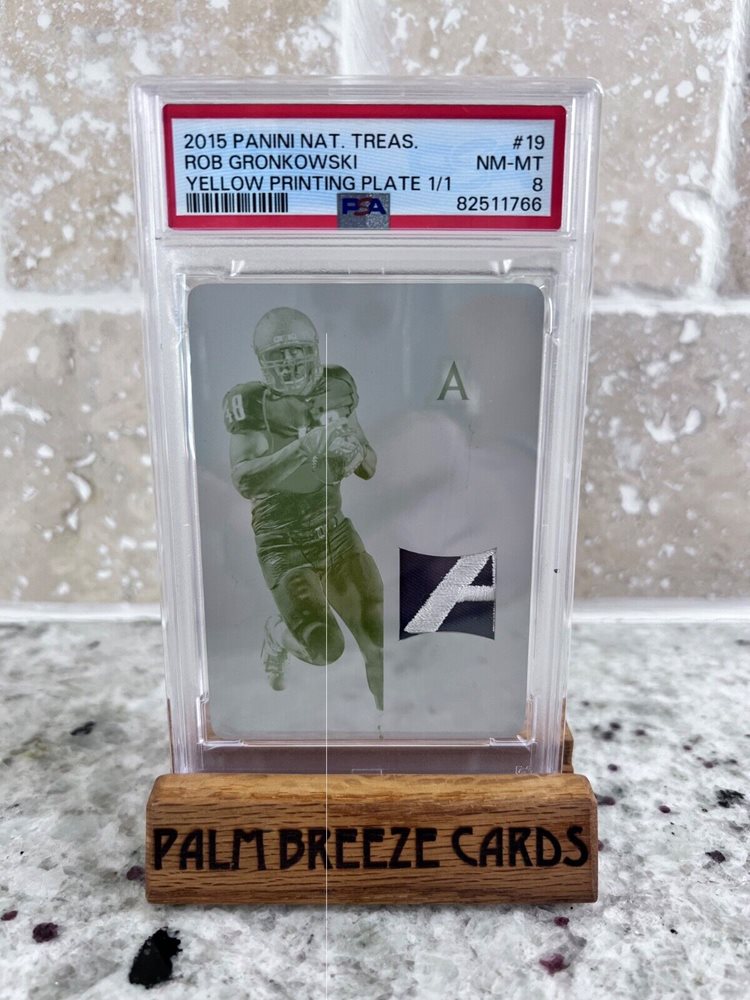 2015 PANINI NAT. TREAS. #19
ROB GRONKOWSKI NM-MT
YELLOW PRINTING PLATE 1/1 8
PSA 82511766
A
48
A
PALM BREEZE CARDS